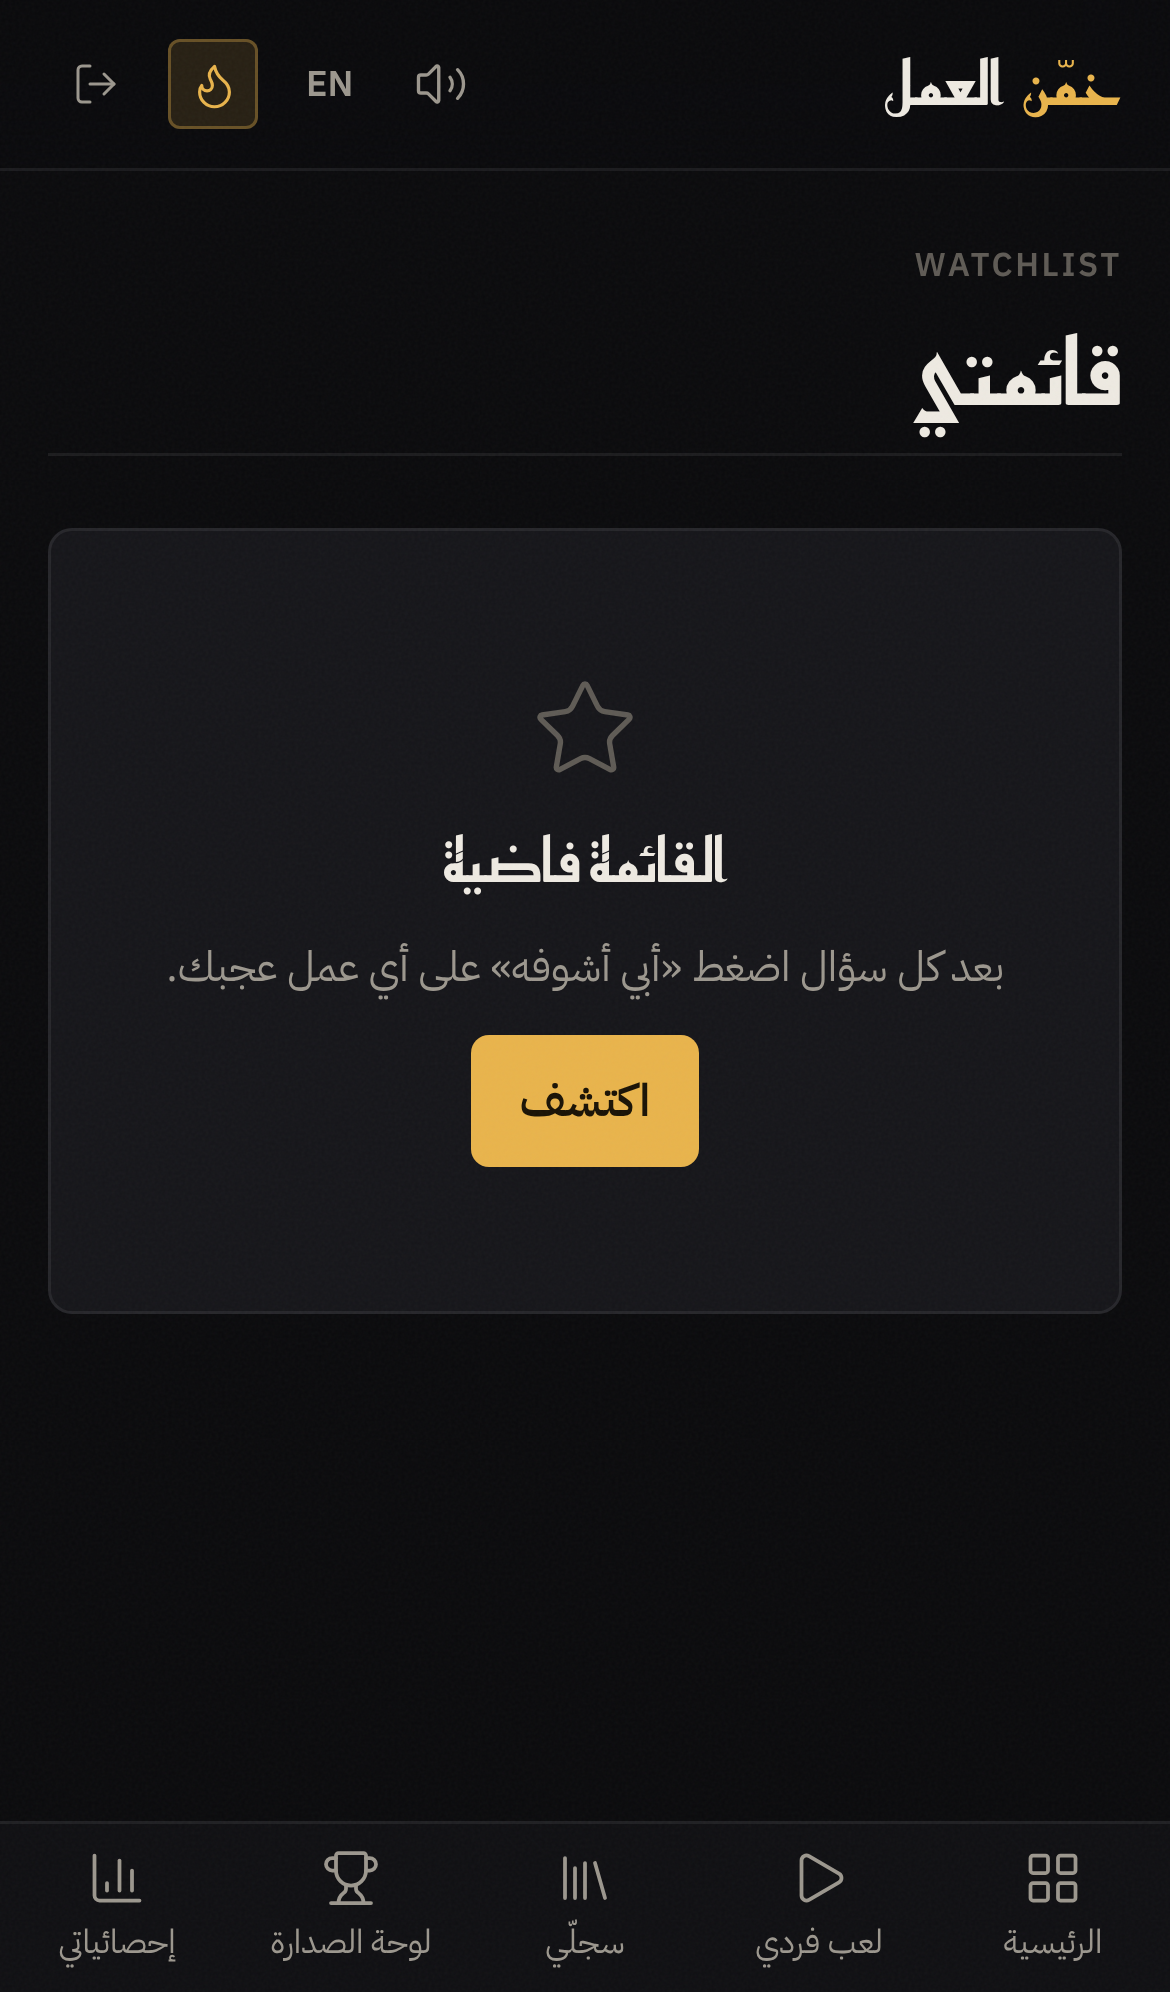 خمّن العمل
EN
WATCHLIST
قائمتي
القائمة فاضية
بعد كل سؤال اضغط «أبي أشوفه» على أي عمل عجبك.
اكتشف
الرئيسية
لعب فردي
سجلّي
لوحة الصدارة
إحصائياتي